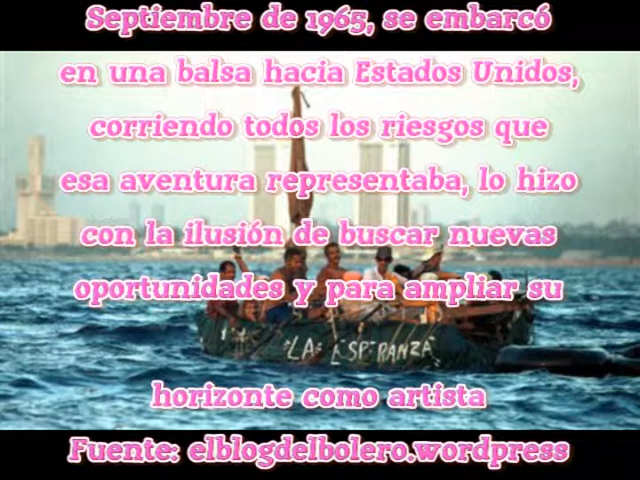 Septiembre de 1965, se embarcó
en una balsa hacia Estados Unidos,
corriendo todos los riesgos que
esa aventura representaba, lo hizo
con la ilusión de buscar nuevas
oportunidades y para ampliar su
"LA ESPERANZA"
horizonte como artista
Fuente: elblogdelbolero.wordpress